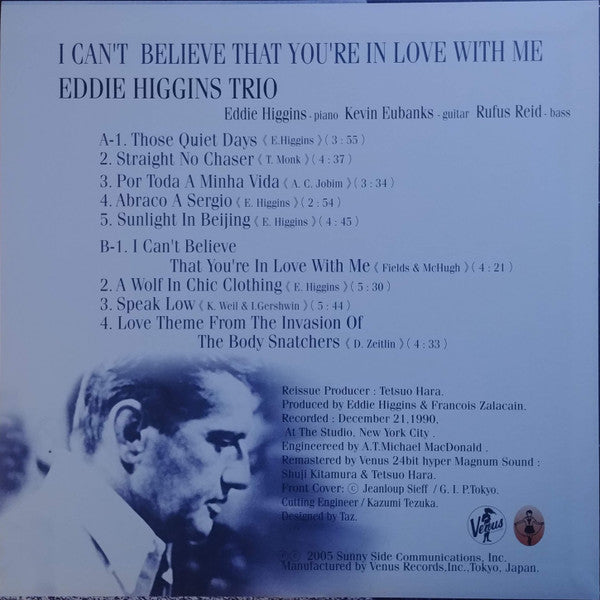 I CAN'T BELIEVE THAT YOU'RE IN LOVE WITH ME
EDDIE HIGGINS TRIO
Eddie Higgins - piano Kevin Eubanks - guitar Rufus Reid - bass
A-1. Those Quiet Days《 E.Higgins 》( 3 : 55 )
2. Straight No Chaser《 T. Monk 》( 4 : 37 )
3. Por Toda A Minha Vida《 A. C. Jobim 》( 3 : 34 )
4. Abraco A Sergio《 E. Higgins 》( 2 : 54 )
5. Sunlight In Beijing《 E. Higgins 》( 4 : 45 )
B-1. I Can't Believe
That You're In Love With Me《 Fields & McHugh 》( 4 : 21 )
2. A Wolf In Chic Clothing《 E. Higgins 》( 5 : 30 )
3. Speak Low《 K. Weil & I.Gershwin 》( 5 : 44 )
4. Love Theme From The Invasion Of
The Body Snatchers《 D. Zeitlin 》( 4 : 33 )
Reissue Producer : Tetsuo Hara.
Produced by Eddie Higgins & Francois Zalacain.
Recorded : December 21,1990,
At The Studio, New York City .
Engineereed by A.T.Michael MacDonald .
Remastered by Venus 24bit hyper Magnum Sound :
Shuji Kitamura & Tetsuo Hara.
Front Cover: ⓒ Jeanloup Sieff / G. I. P.Tokyo.
Cutting Engineer / Kazumi Tezuka.
Designed by Taz.
Venus
ⓟⓒ 2005 Sunny Side Communications, Inc.
Manufactured by Venus Records,Inc.,Tokyo, Japan.